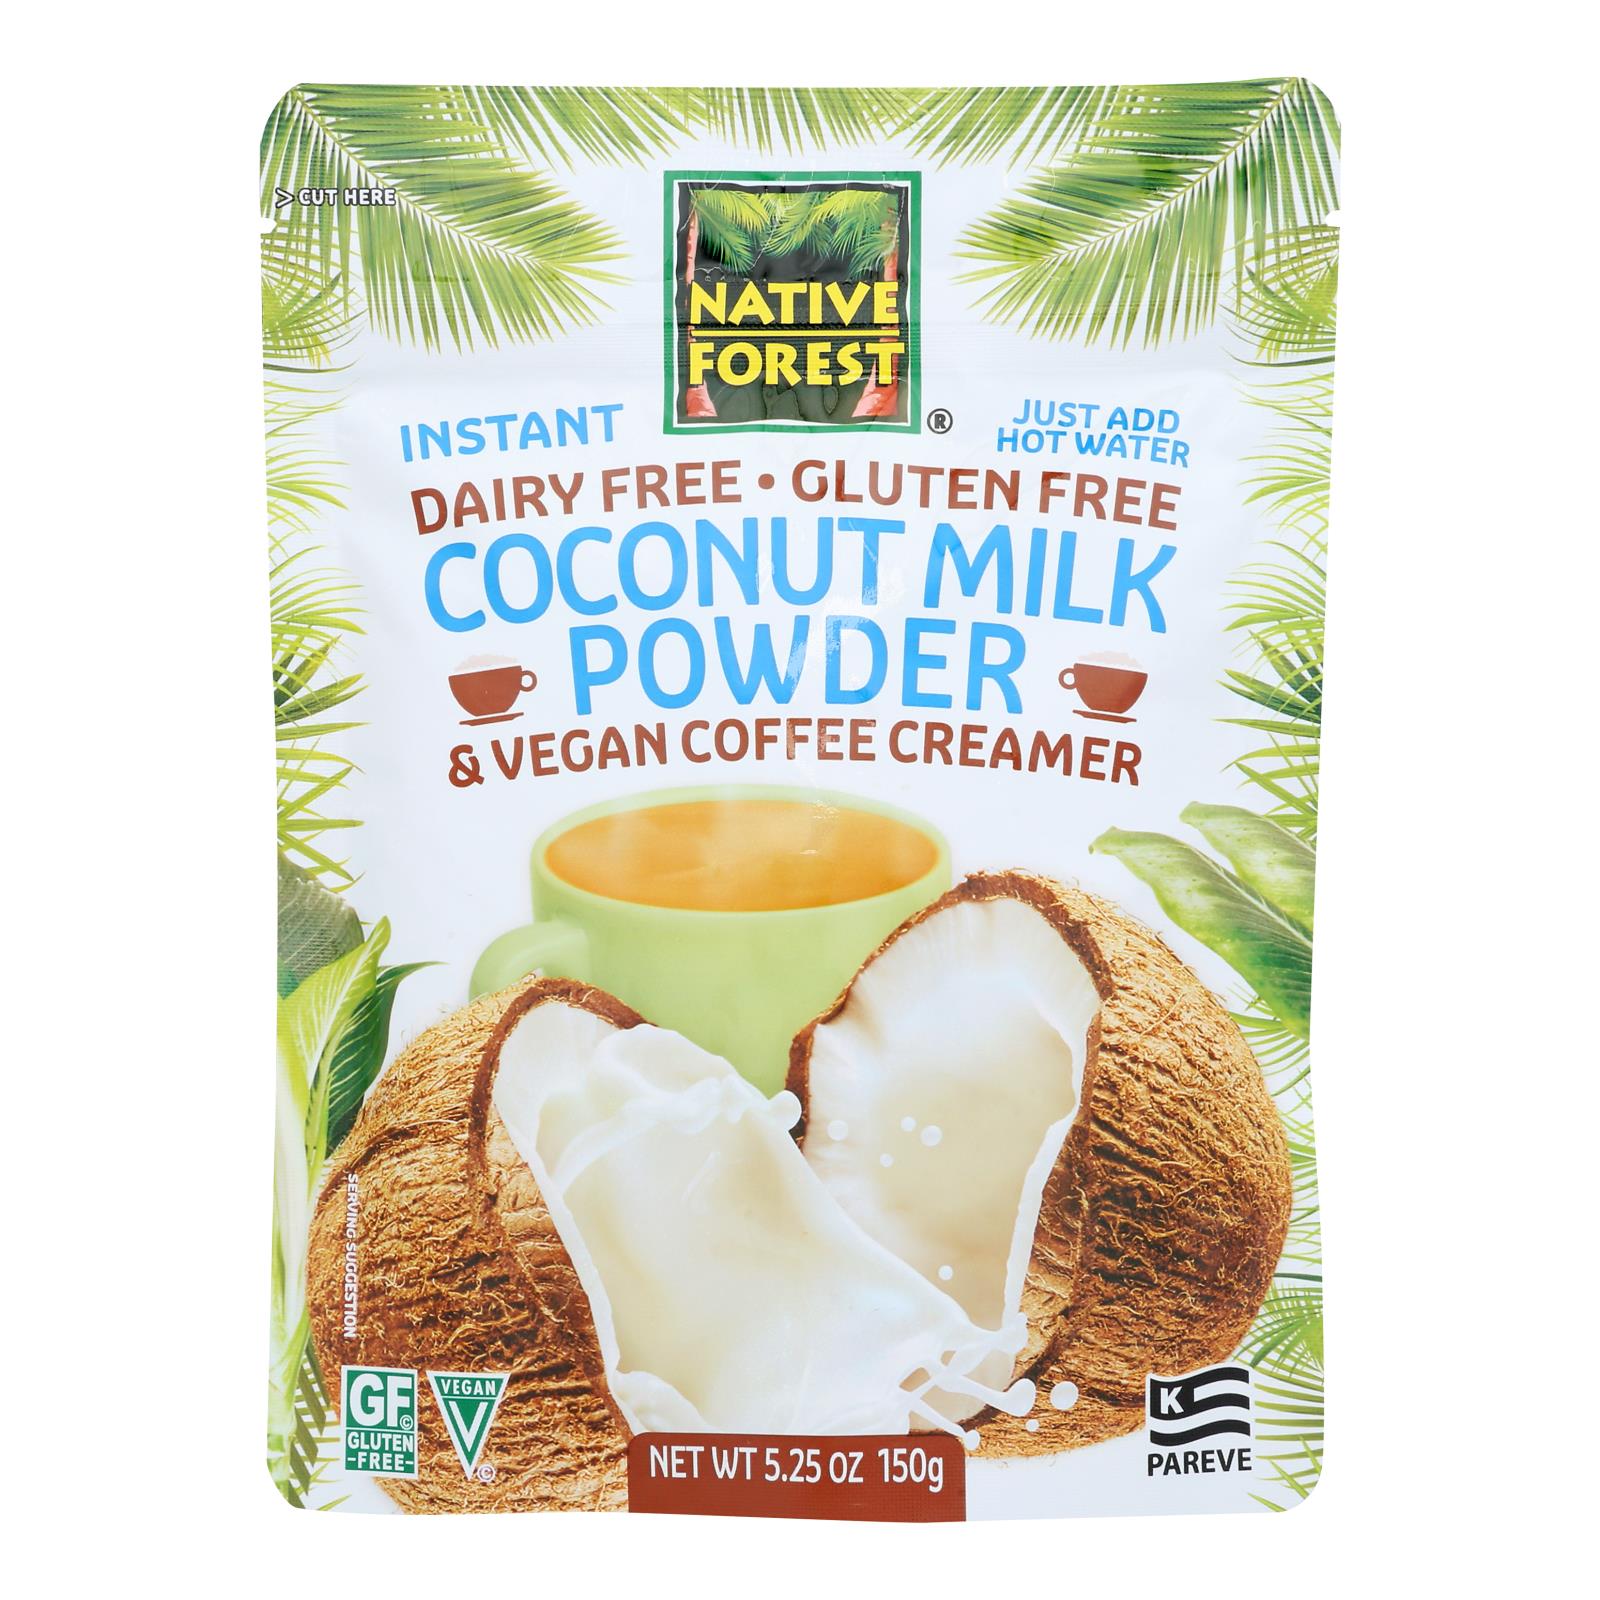 > CUT HERE
NATIVE
FOREST
®
INSTANT
JUST ADD
HOT WATER
DAIRY FREE • GLUTEN FREE
COCONUT MILK
POWDER
& VEGAN COFFEE CREAMER
SERVING SUGGESTION
GF©
GLUTEN
-FREE-
VEGAN
V
©
NET WT 5.25 OZ 150g
K
PAREVE